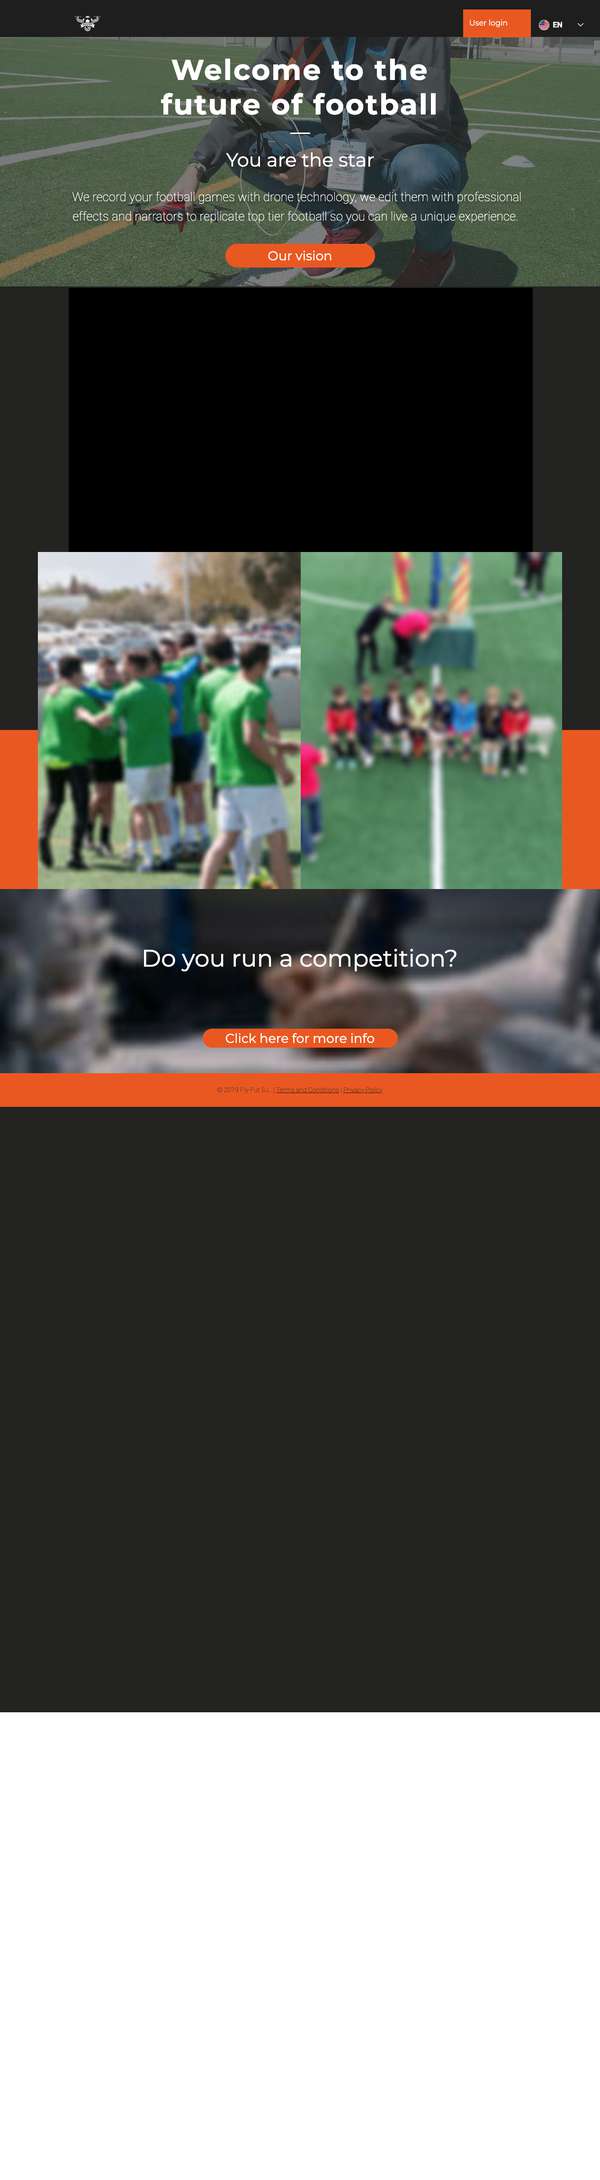 User login
EN
Welcome to the
future of football
You are the star
We record your football games with drone technology, we edit them with professional
effects and narrators to replicate top tier football so you can live a unique experience.
Our vision
Do you run a competition?
Click here for more info
© 2019 Fly-Fut S.L. | Terms and Conditions | Privacy Policy